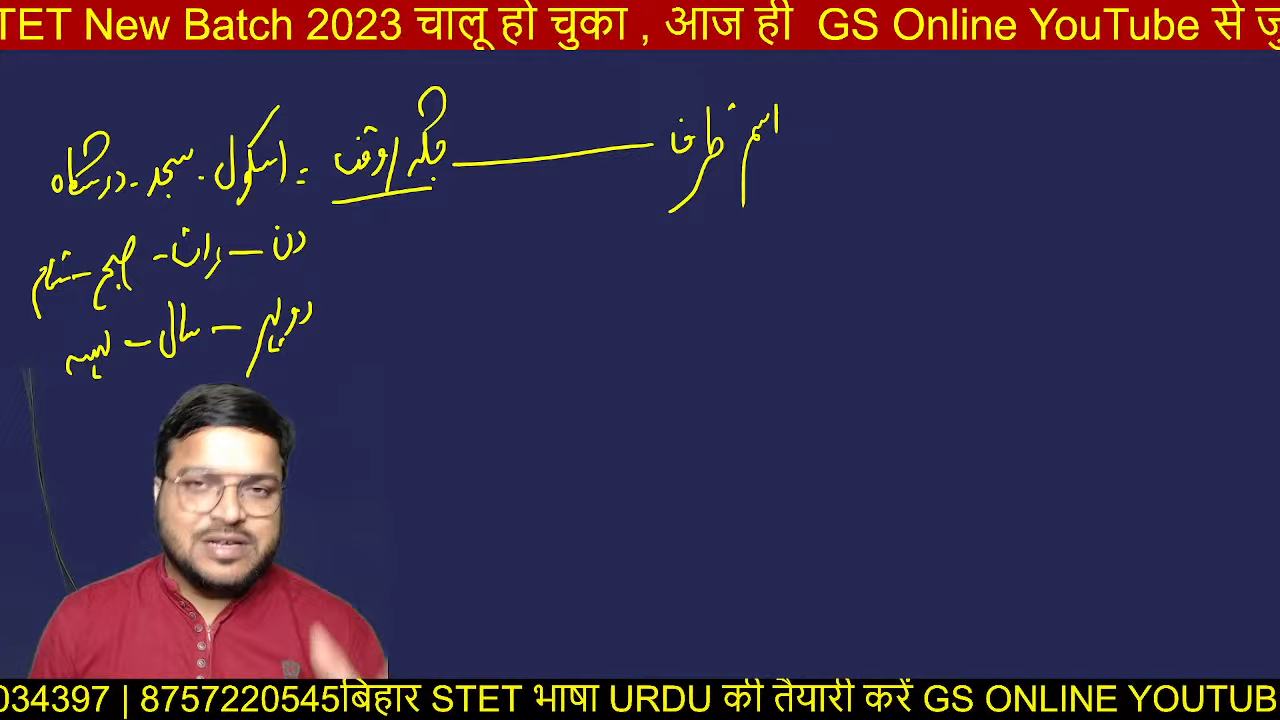 TET New Batch 2023 चालू हो चुका , आज ही GS Online YouTube से जु
اسم ظرف ——— جگہ / وقت = اسکول - مسجد - درسگاہ
دن - رات - صبح - شام
دوپہر - سال - مہینہ
034397 | 8757220545बिहार STET भाषा URDU की तैयारी करें GS ONLINE YOUTUB